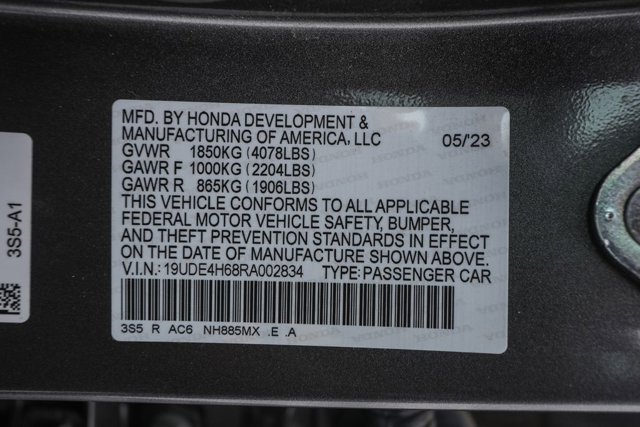 MFD. BY HONDA DEVELOPMENT &
MANUFACTURING OF AMERICA, LLC 05/'23
GVWR 1850KG (4078LBS)
GAWR F 1000KG (2204LBS)
GAWR R 865KG (1906LBS)
THIS VEHICLE CONFORMS TO ALL APPLICABLE
FEDERAL MOTOR VEHICLE SAFETY, BUMPER,
AND THEFT PREVENTION STANDARDS IN EFFECT
ON THE DATE OF MANUFACTURE SHOWN ABOVE.
V.I.N.: 19UDE4H68RA002834 TYPE: PASSENGER CAR
3S5 R AC6 NH885MX .E .A
3S5-A1